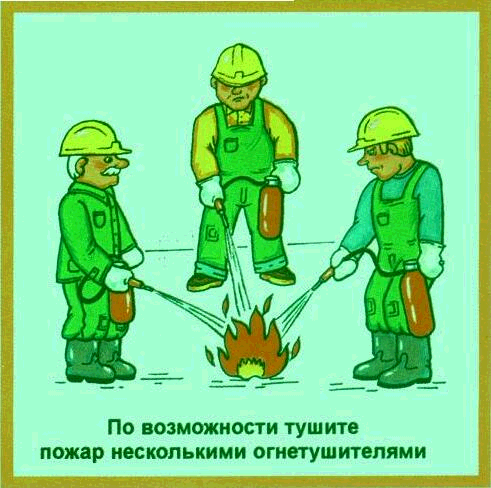 По возможности тушите
пожар несколькими огнетушителями